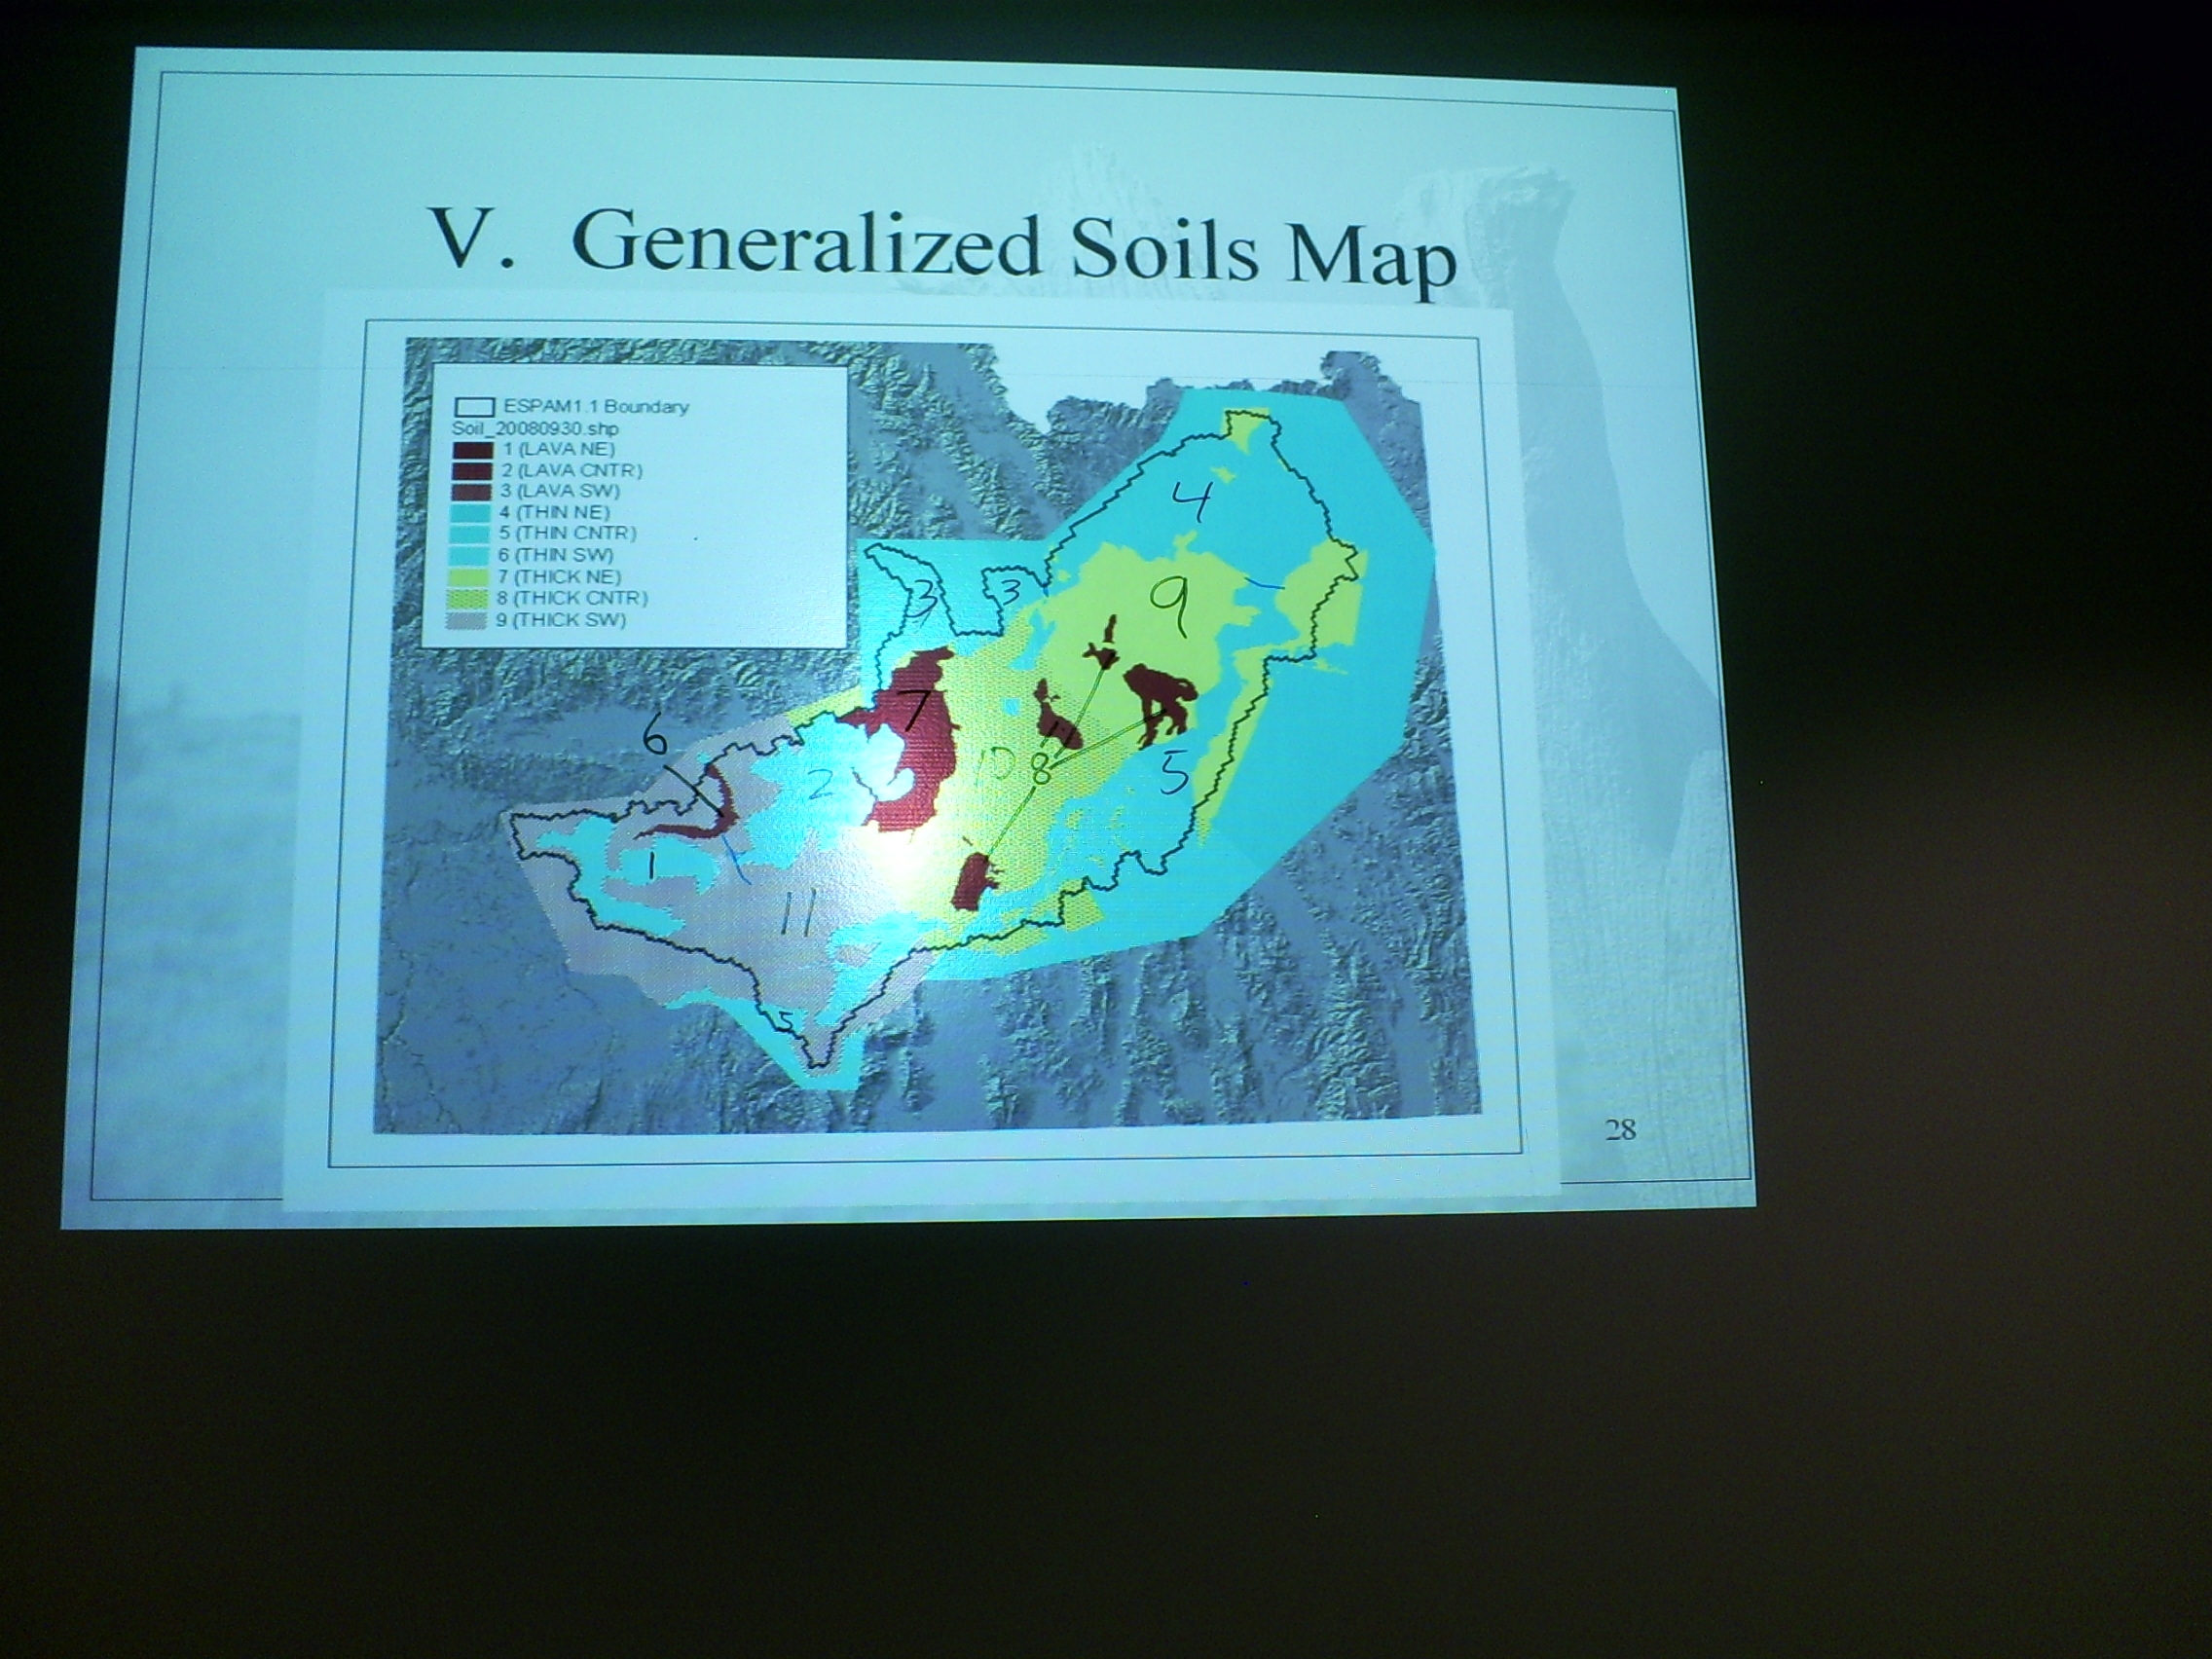 V. Generalized Soils Map
ESPAM1.1 Boundary
Soil_20080930.shp
1 (LAVA NE)
2 (LAVA CNTR)
3 (LAVA SW)
4 (THIN NE)
5 (THIN CNTR)
6 (THIN SW)
7 (THICK NE)
8 (THICK CNTR)
9 (THICK SW)
4
3
3
9
7
6
2
10
8
5
1
11
5
28